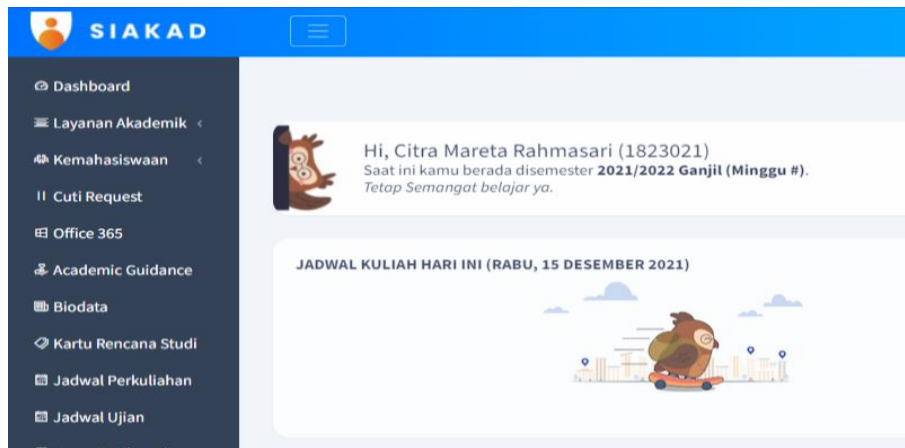 SIAKAD
Dashboard
Layanan Akademik
Kemahasiswaan
Cuti Request
Office 365
Academic Guidance
Biodata
Kartu Rencana Studi
Jadwal Perkuliahan
Jadwal Ujian
Hi, Citra Mareta Rahmasari (1823021)
Saat ini kamu berada disemester 2021/2022 Ganjil (Minggu #).
Tetap Semangat belajar ya.
JADWAL KULIAH HARI INI (RABU, 15 DESEMBER 2021)